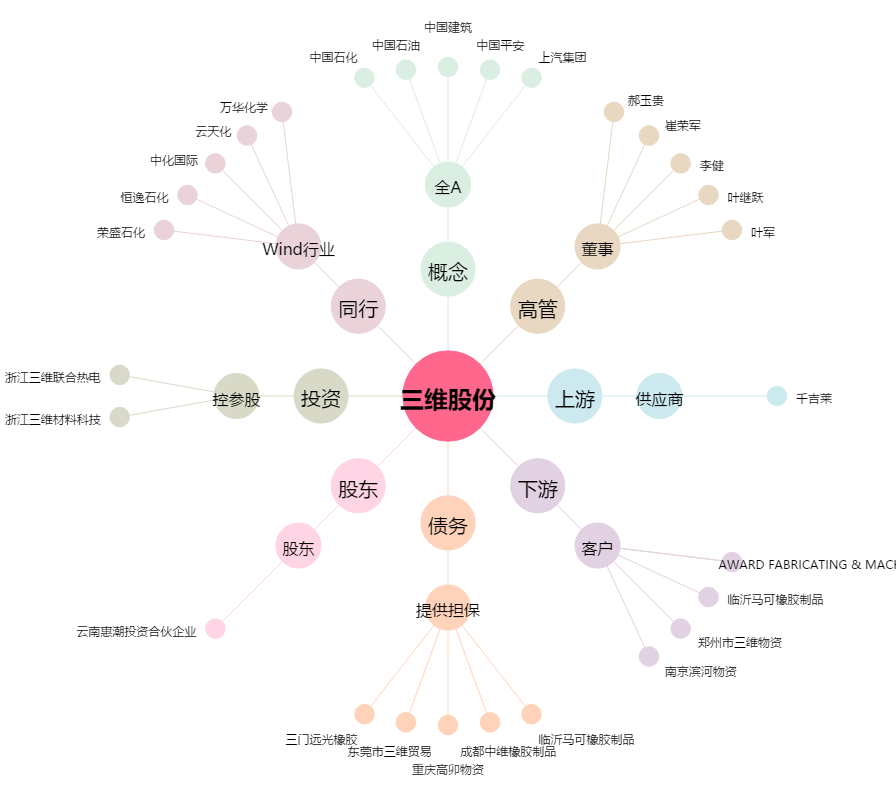 中国建筑
中国石油
中国平安
中国石化
上汽集团
万华化学
郝玉贵
云天化
崔荣军
中化国际
李健
全A
恒逸石化
叶继跃
荣盛石化
叶军
Wind行业
董事
概念
同行
高管
浙江三维联合热电
控参股
投资
三维股份
上游
供应商
千吉莱
浙江三维材料科技
股东
下游
债务
股东
客户
AWARD FABRICATING & MACH
临沂马可橡胶制品
提供担保
云南惠潮投资合伙企业
郑州市三维物资
南京滨河物资
三门远光橡胶
临沂马可橡胶制品
东莞市三维贸易
成都中维橡胶制品
重庆高卯物资